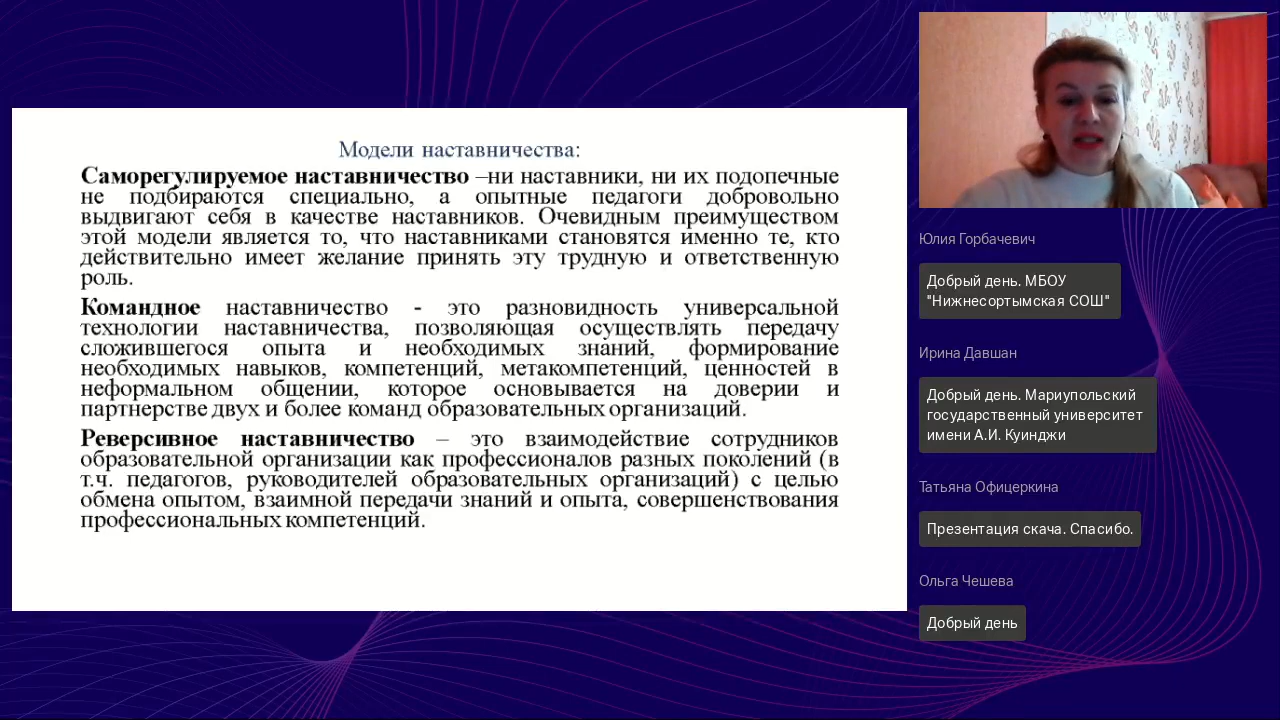 Модели наставничества:
Саморегулируемое наставничество –ни наставники, ни их подопечные
не подбираются специально, а опытные педагоги добровольно
выдвигают себя в качестве наставников. Очевидным преимуществом
этой модели является то, что наставниками становятся именно те, кто
действительно имеет желание принять эту трудную и ответственную
роль.
Командное наставничество - это разновидность универсальной
технологии наставничества, позволяющая осуществлять передачу
сложившегося опыта и необходимых знаний, формирование
необходимых навыков, компетенций, метакомпетенций, ценностей в
неформальном общении, которое основывается на доверии и
партнерстве двух и более команд образовательных организаций.
Реверсивное наставничество – это взаимодействие сотрудников
образовательной организации как профессионалов разных поколений (в
т.ч. педагогов, руководителей образовательных организаций) с целью
обмена опытом, взаимной передачи знаний и опыта, совершенствования
профессиональных компетенций.
Юлия Горбачевич
Добрый день. МБОУ
"Нижнесортымская СОШ"
Ирина Давшан
Добрый день. Мариупольский
государственный университет
имени А.И. Куинджи
Татьяна Офицеркина
Презентация скача. Спасибо.
Ольга Чешева
Добрый день